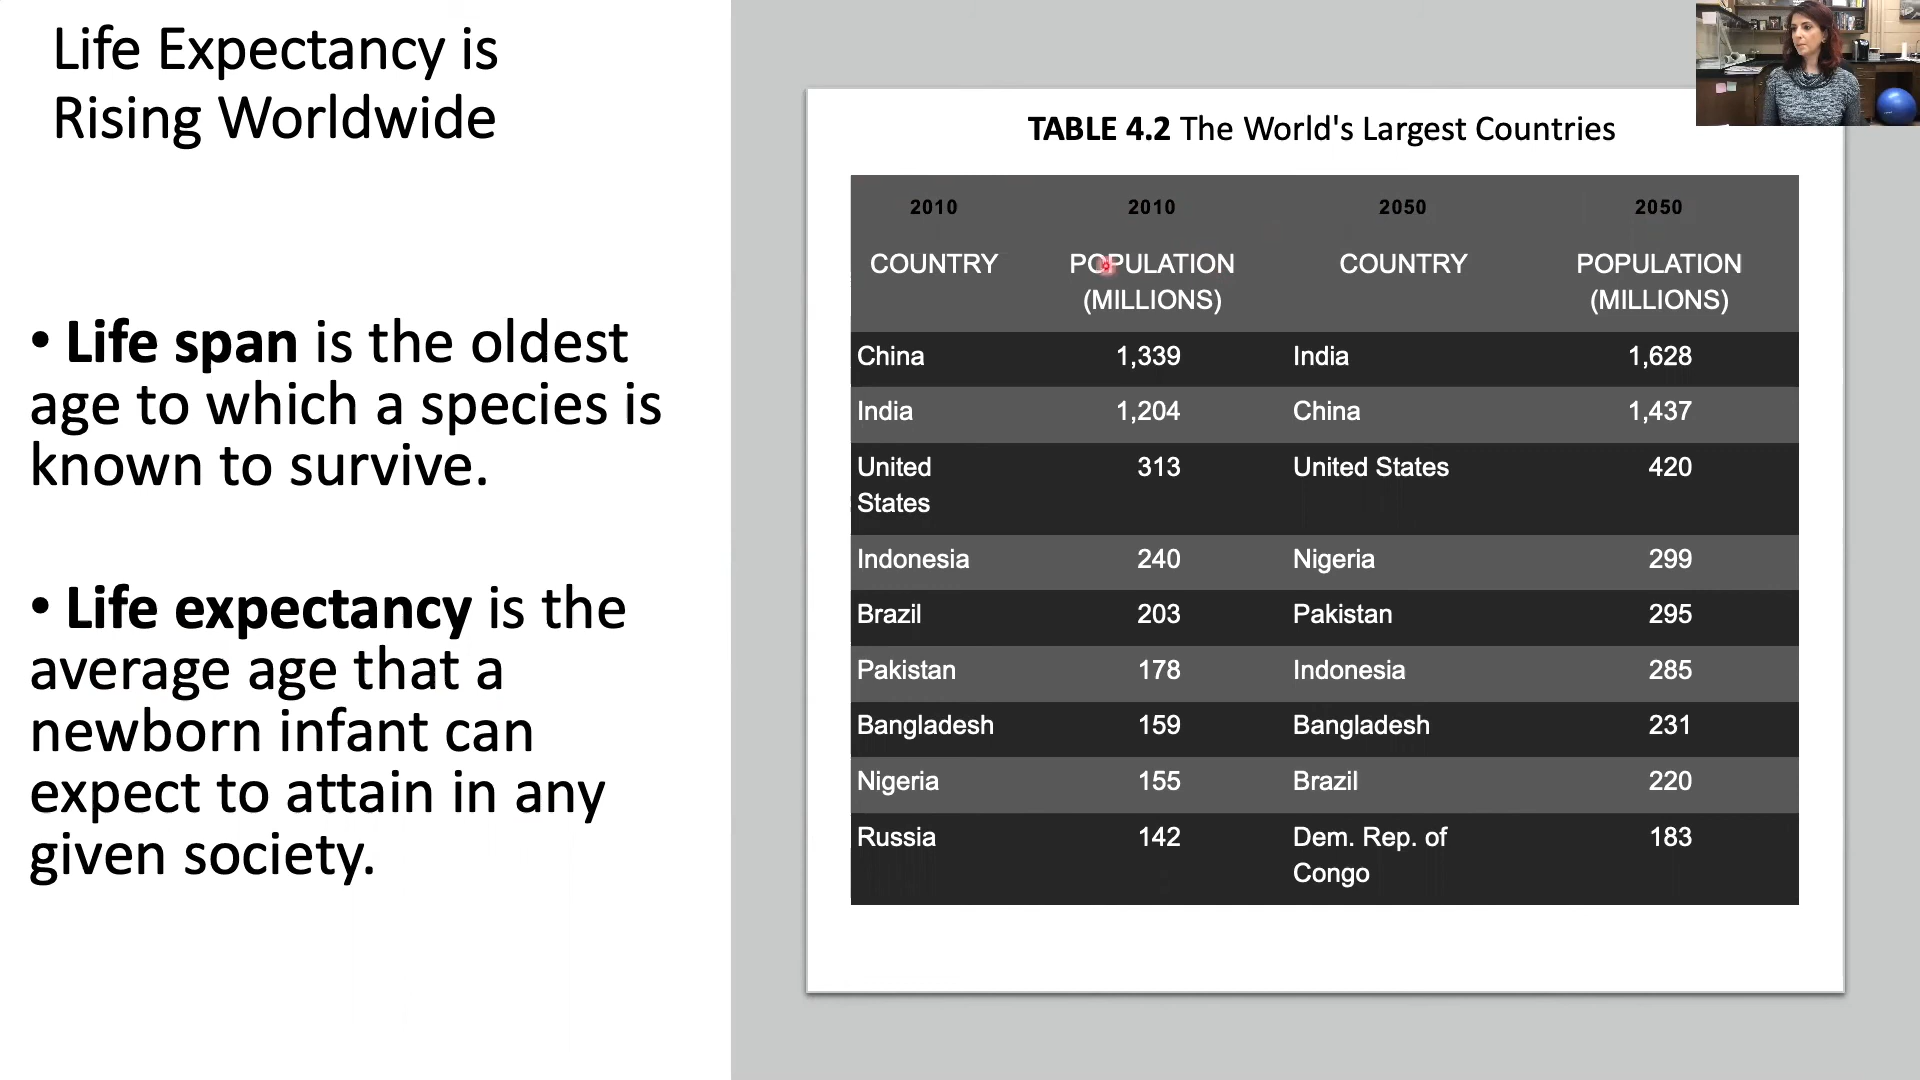 Life Expectancy is
Rising Worldwide
• Life span is the oldest
age to which a species is
known to survive.
• Life expectancy is the
average age that a
newborn infant can
expect to attain in any
given society.
TABLE 4.2 The World's Largest Countries
2010 2010 2050 2050
COUNTRY POPULATION COUNTRY POPULATION
(MILLIONS) (MILLIONS)
China 1,339 India 1,628
India 1,204 China 1,437
United 313 United States 420
States
Indonesia 240 Nigeria 299
Brazil 203 Pakistan 295
Pakistan 178 Indonesia 285
Bangladesh 159 Bangladesh 231
Nigeria 155 Brazil 220
Russia 142 Dem. Rep. of 183
Congo